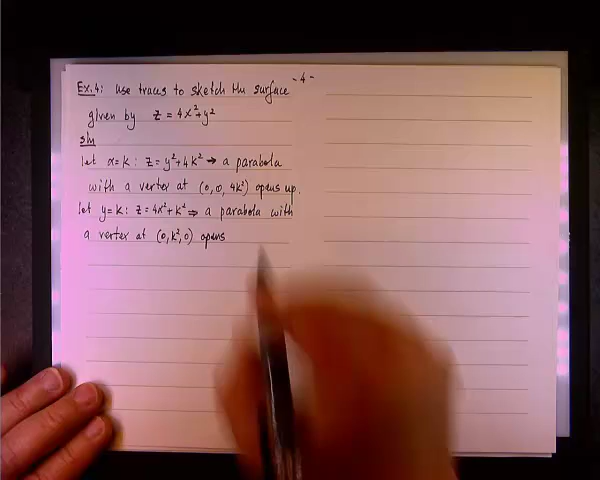 -4-
Ex.4: Use traces to sketch the surface
given by z = 4x²+y²
sln
let x=k: z=y²+4k² → a parabola
with a vertex at (0, 0, 4k²) opens up.
let y=k: z=4x²+k² ⇒ a parabola with
a vertex at (0, k², 0) opens